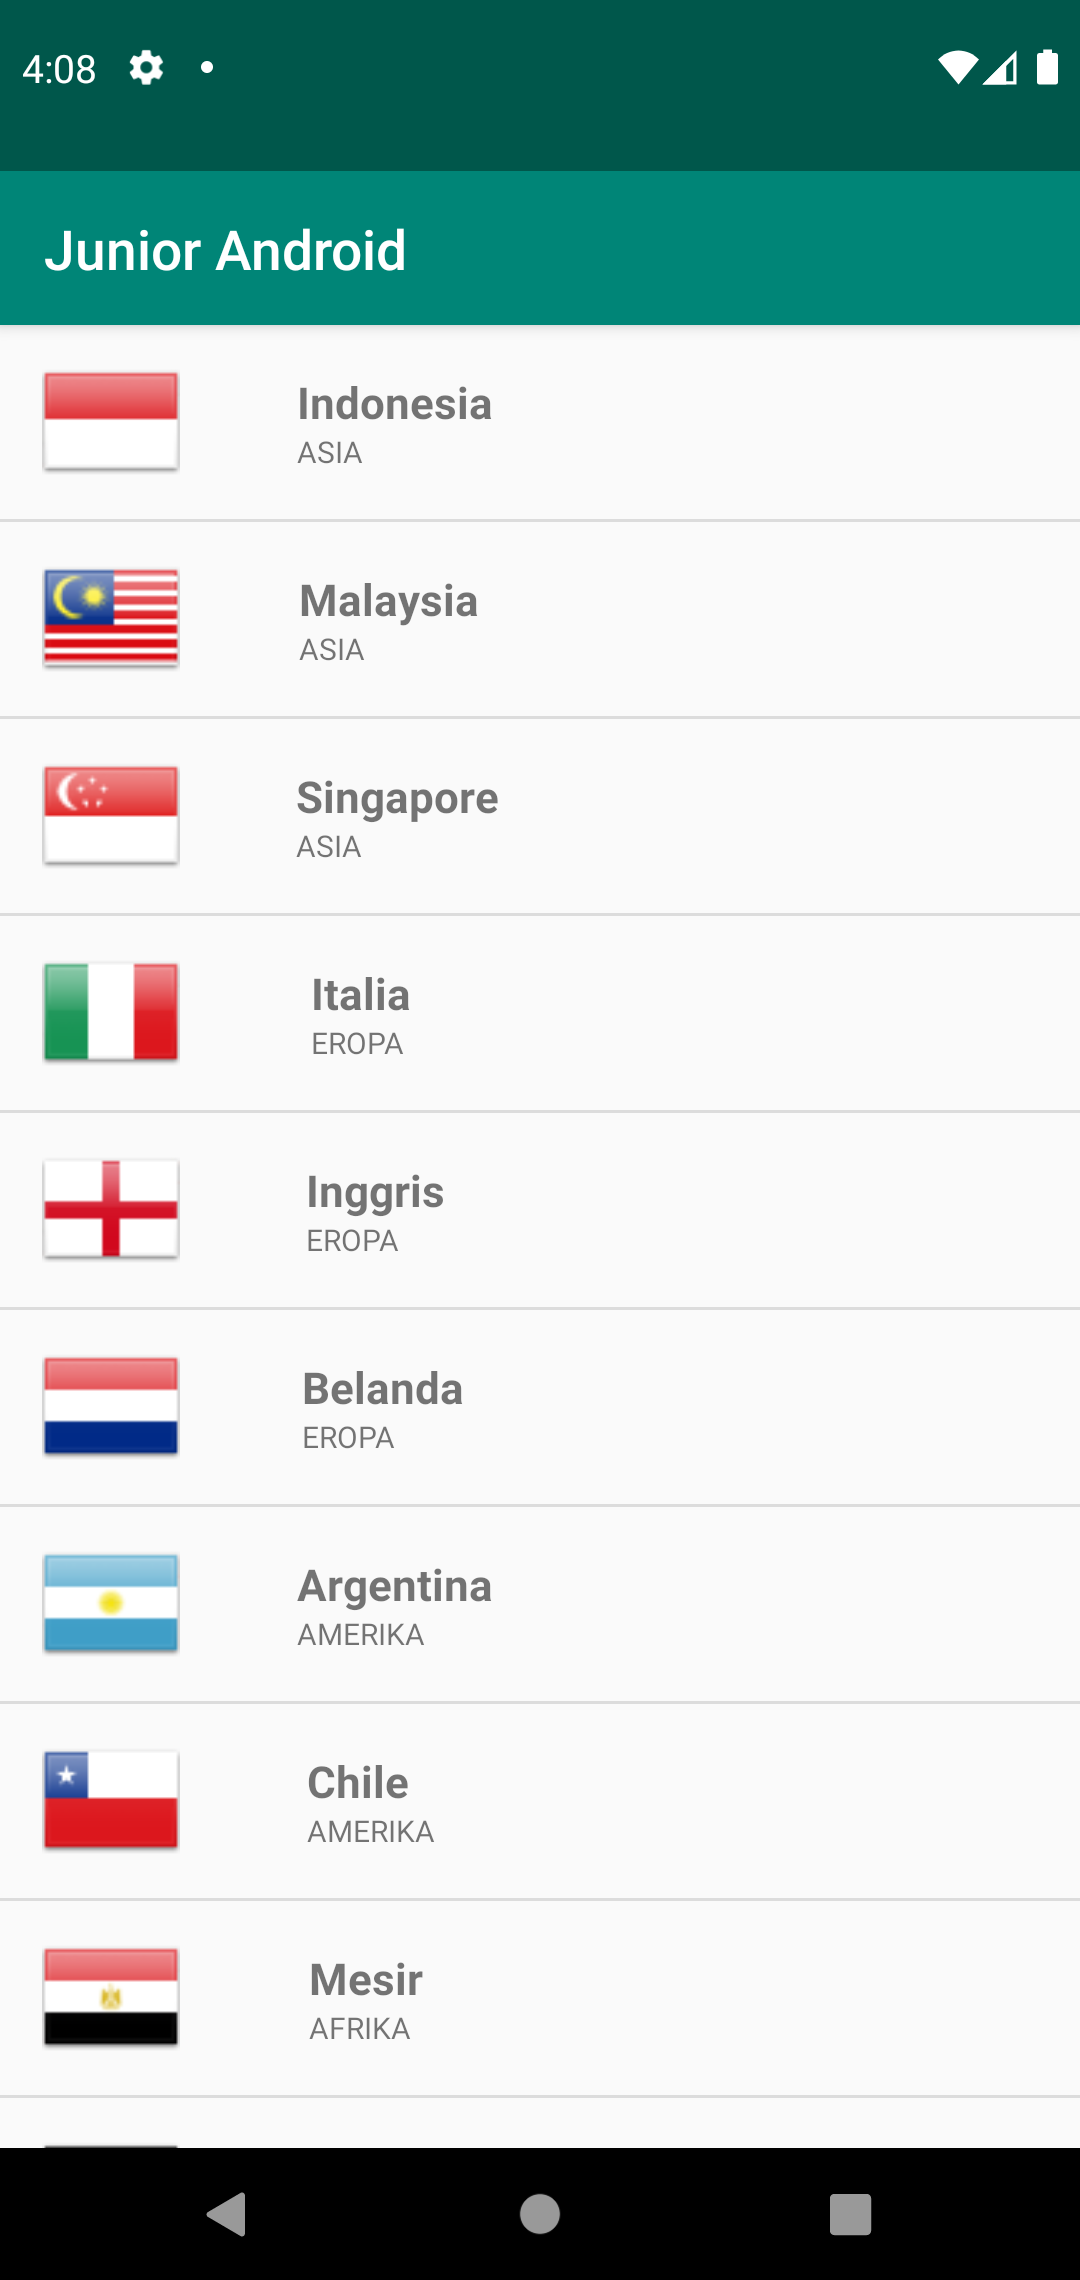 4:08
Junior Android
Indonesia
ASIA
Malaysia
ASIA
Singapore
ASIA
Italia
EROPA
Inggris
EROPA
Belanda
EROPA
Argentina
AMERIKA
Chile
AMERIKA
Mesir
AFRIKA